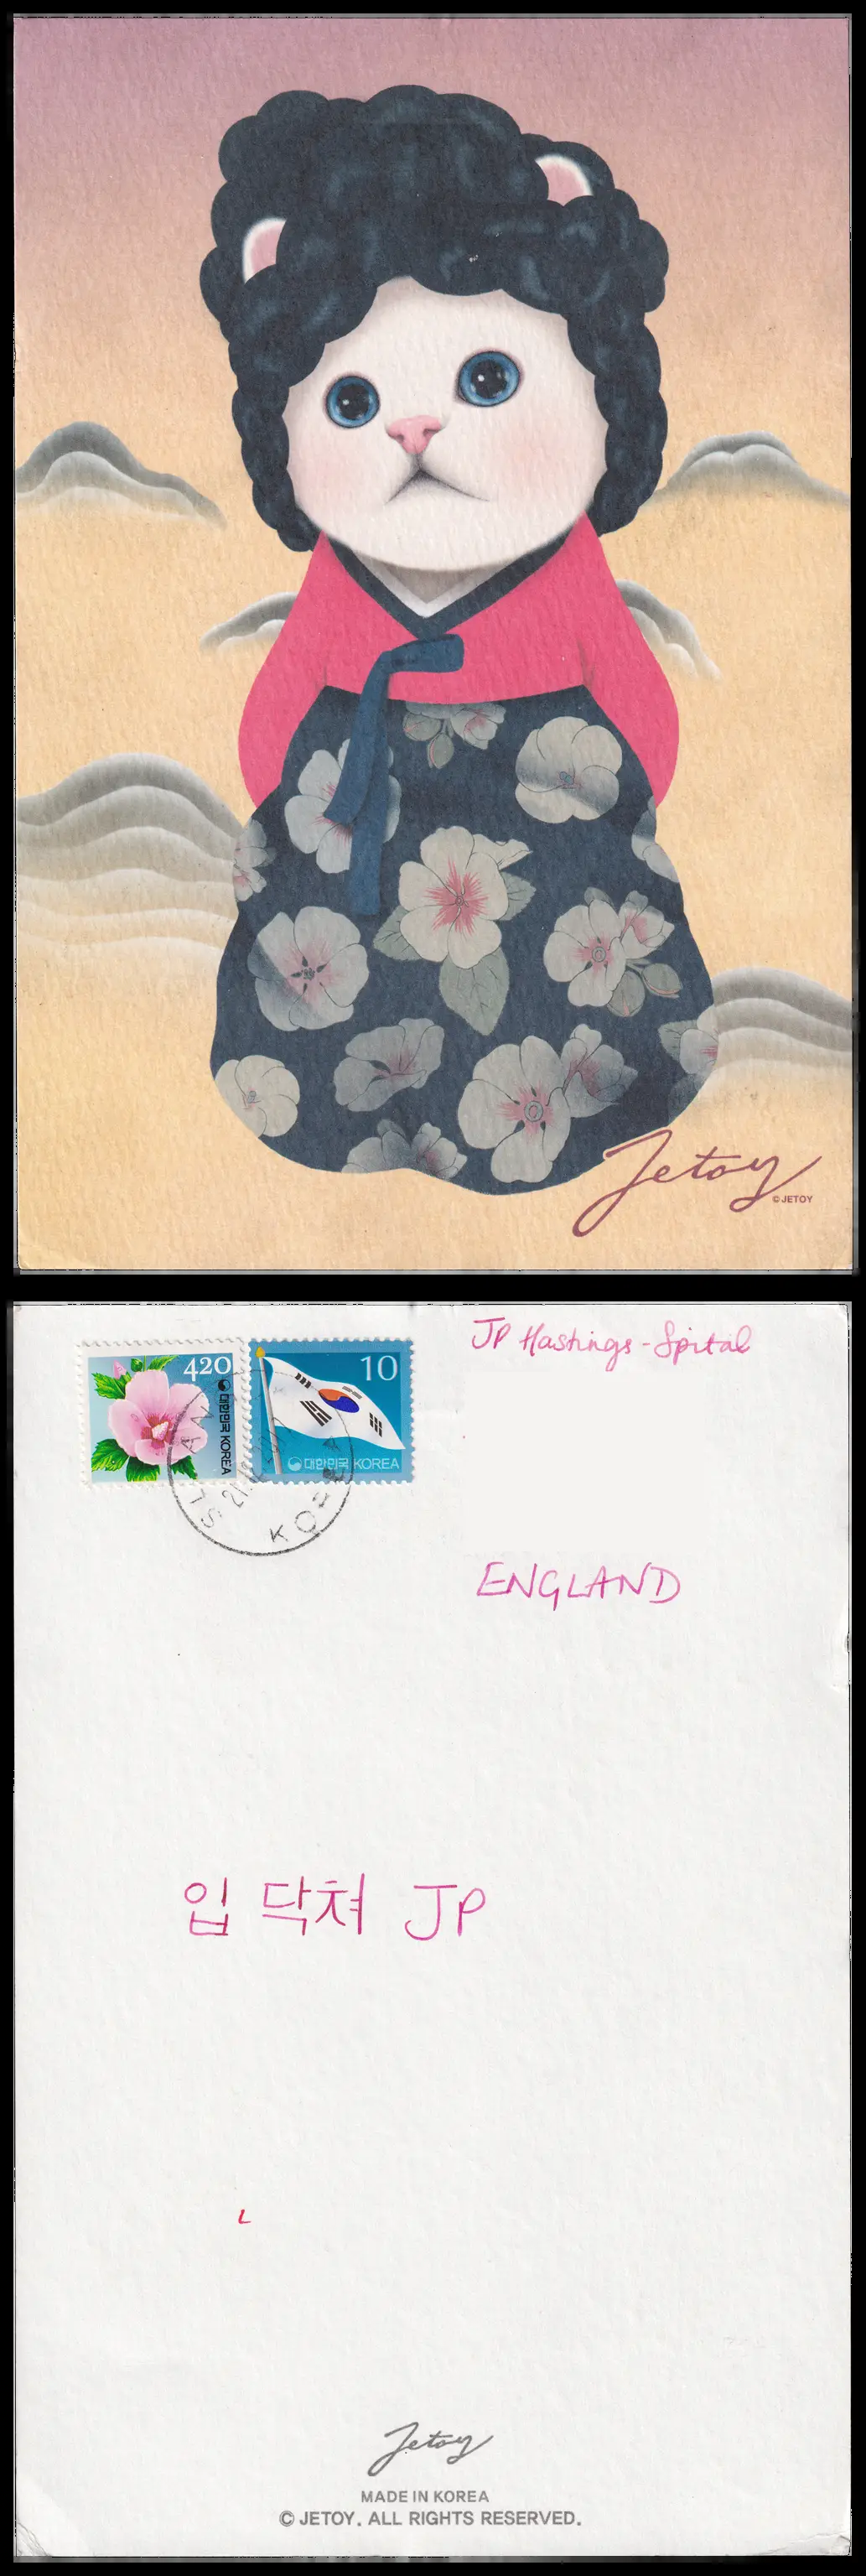 Jetoy
© JETOY
JP Hastings-Spital
420
대한민국 KOREA
10
대한민국 KOREA
KOREA
ENGLAND
입 닥쳐 JP
Jetoy
MADE IN KOREA
© JETOY. ALL RIGHTS RESERVED.